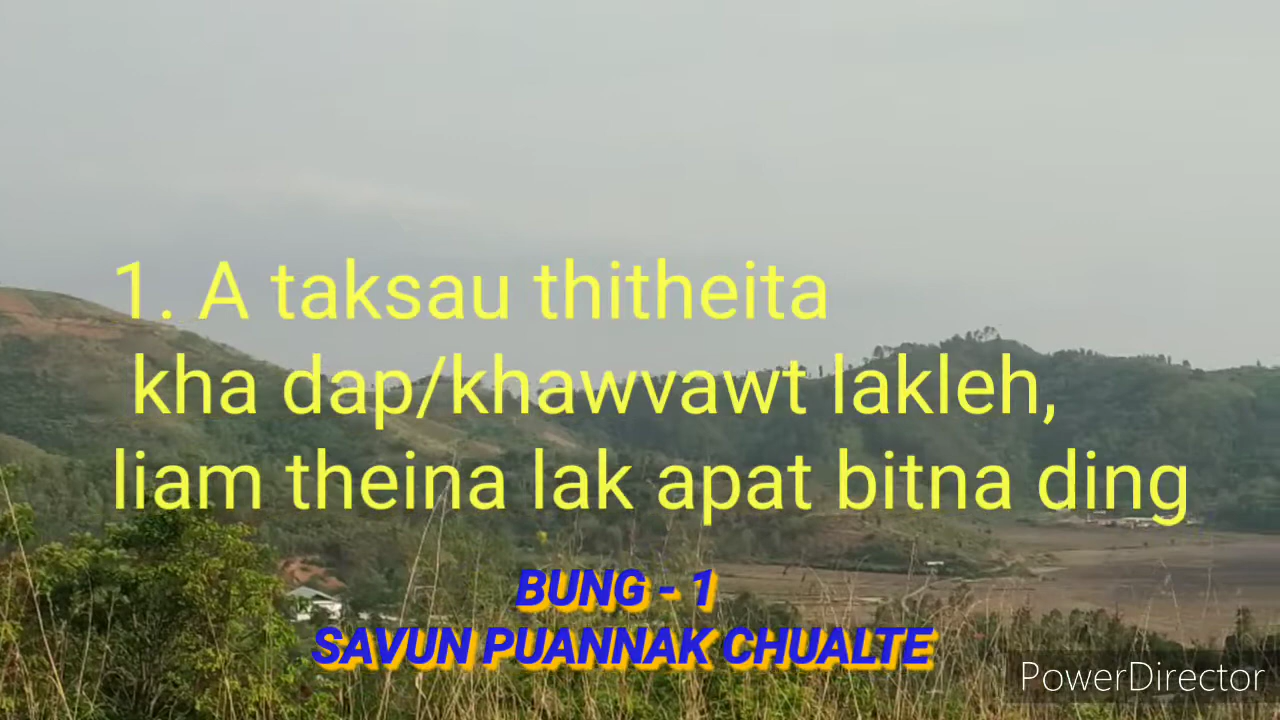 1. A taksau thitheita
kha dap/khawvawt lakleh,
liam theina lak apat bitna ding
BUNG - 1
SAVUN PUANNAK CHUALTE
PowerDirector